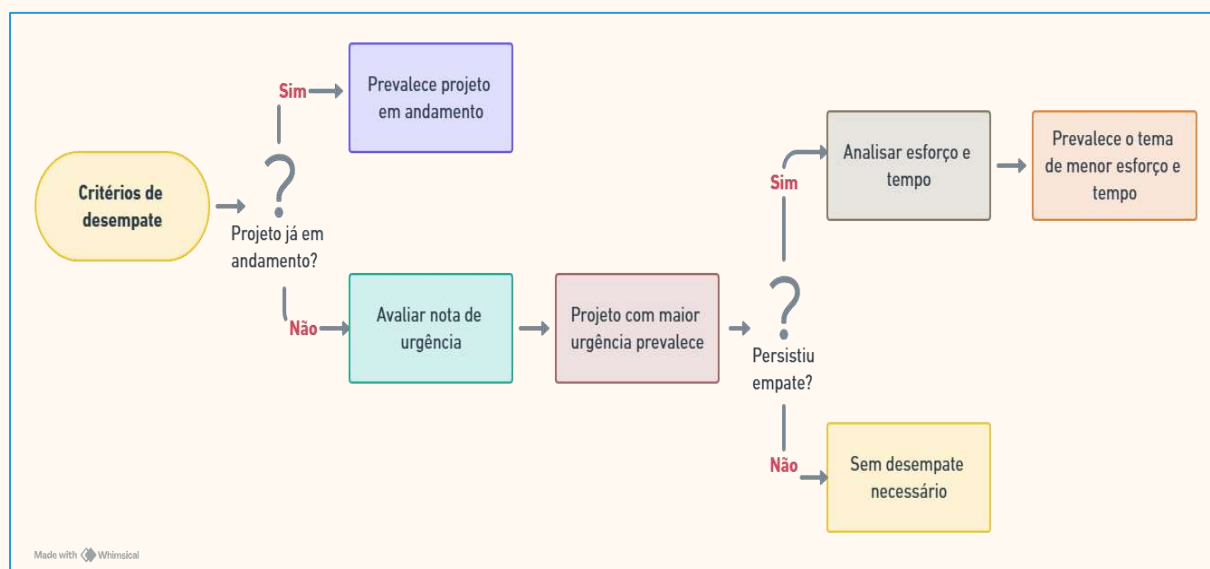 Critérios de
desempate
?
Projeto já em
andamento?
Sim
Prevalece projeto
em andamento
Não
Avaliar nota de
urgência
Projeto com maior
urgência prevalece
?
Persistiu
empate?
Sim
Analisar esforço e
tempo
Prevalece o tema
de menor esforço e
tempo
Não
Sem desempate
necessário
Made with Whimsical